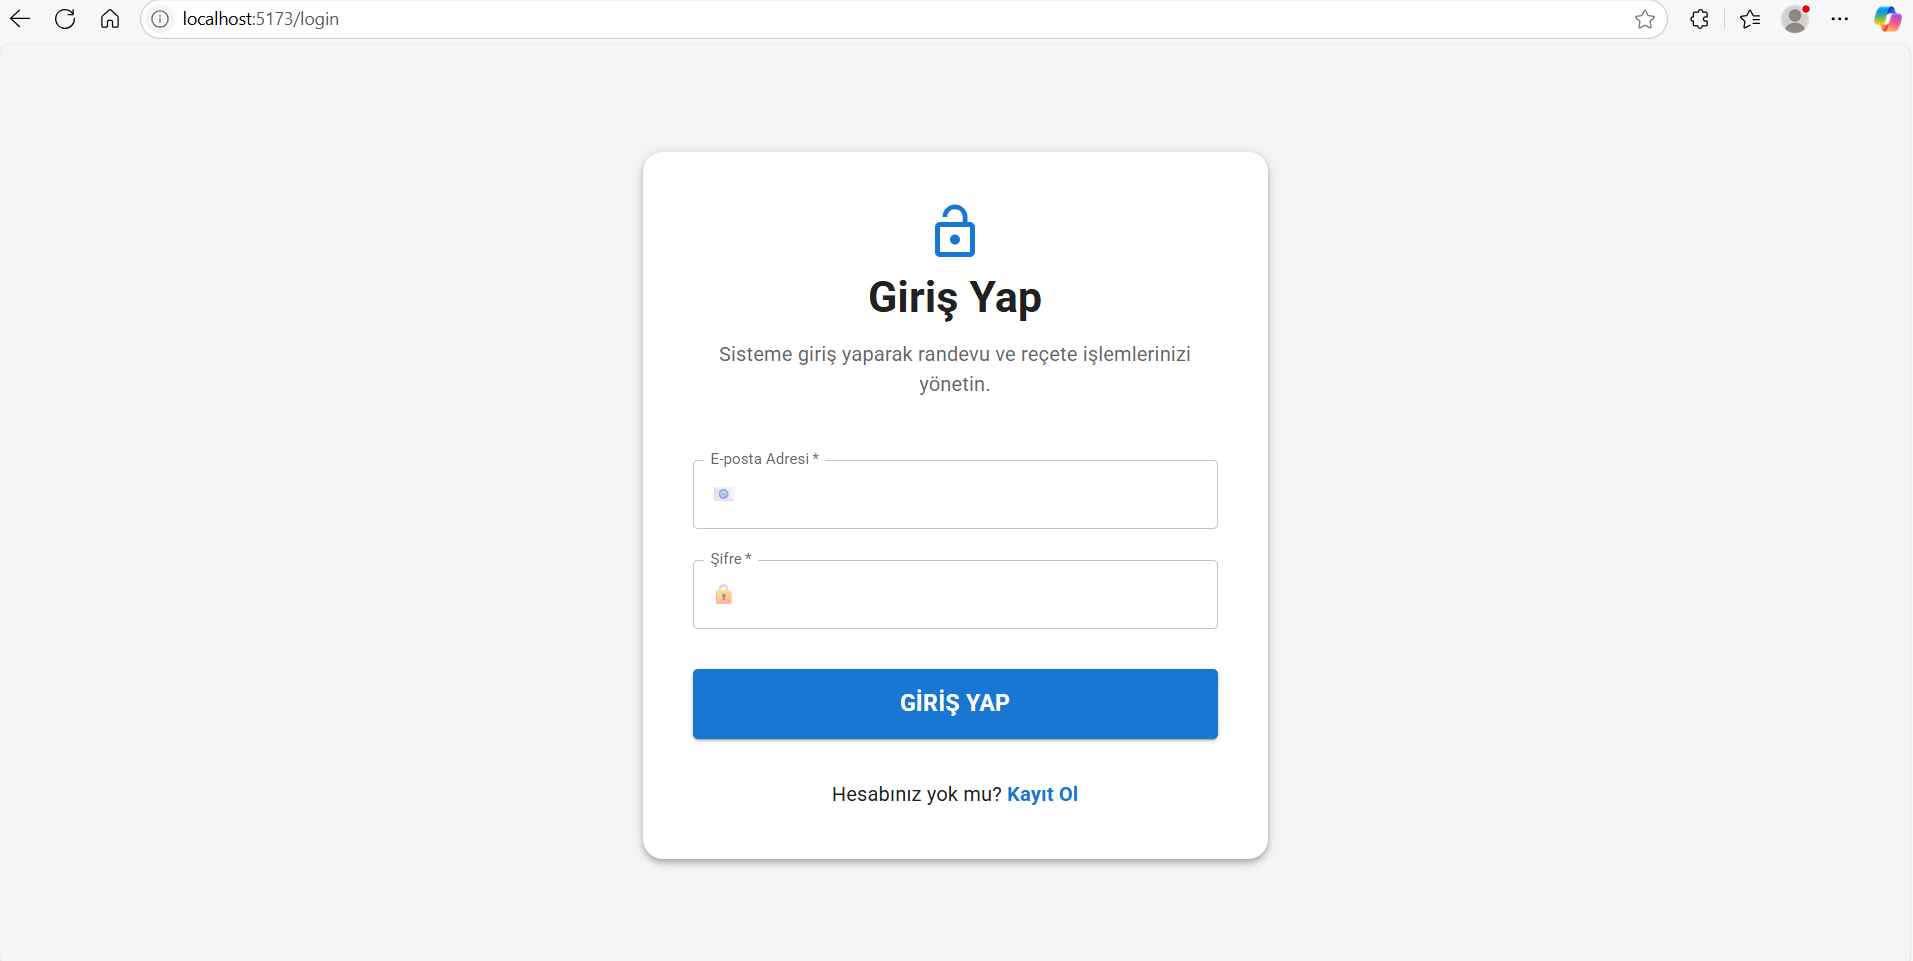 localhost:5173/login
Giriş Yap
Sisteme giriş yaparak randevu ve reçete işlemlerinizi
yönetin.
E-posta Adresi *
Şifre *
GİRİŞ YAP
Hesabınız yok mu? Kayıt Ol